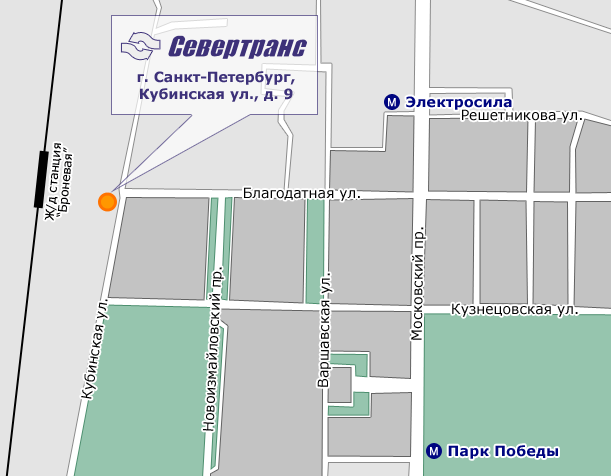 Севертранс
г. Санкт-Петербург,
Кубинская ул., д. 9
М Электросила
Решетникова ул.
Ж/д станция
"Броневая"
Благодатная ул.
Московский пр.
Новоизмайловский пр.
Варшавская ул.
Кубинская ул.
Кузнецовская ул.
М Парк Победы